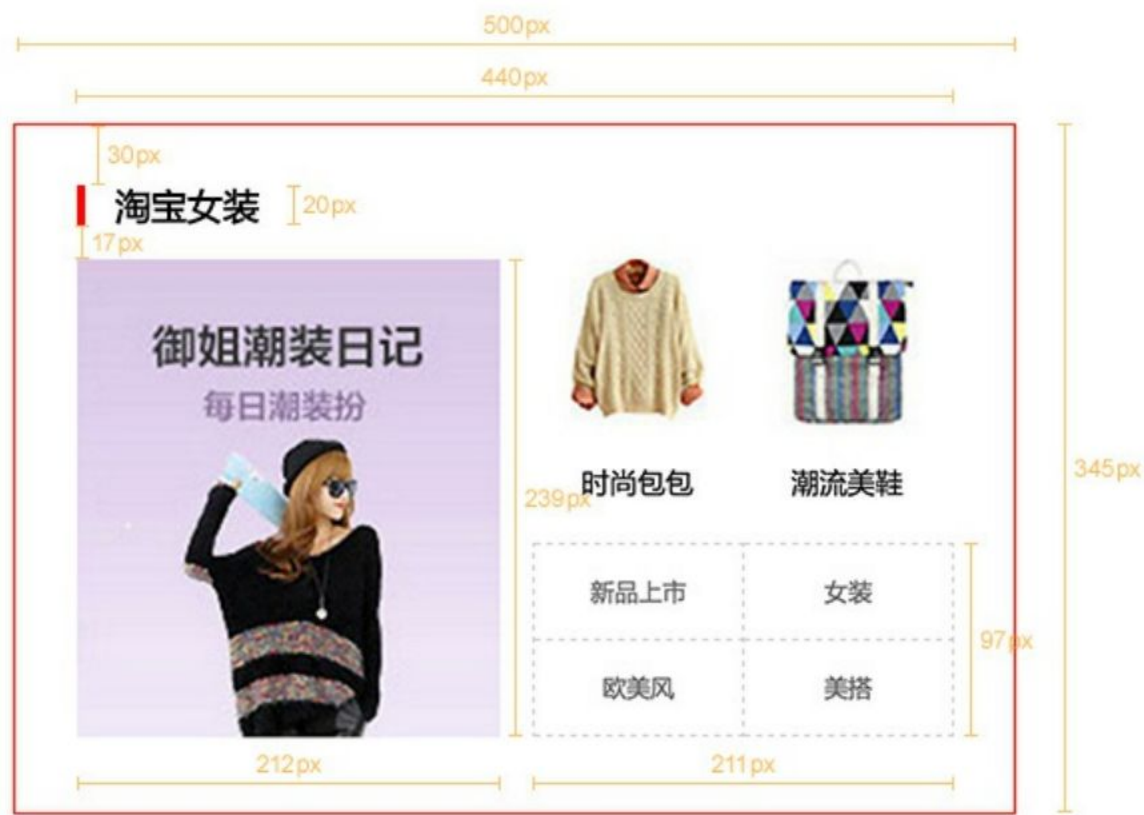 500px
440px
30px
淘宝女装
20px
17px
御姐潮装日记
每日潮装扮
时尚包包
潮流美鞋
239px
345px
新品上市
女装
97px
欧美风
美搭
212px
211px